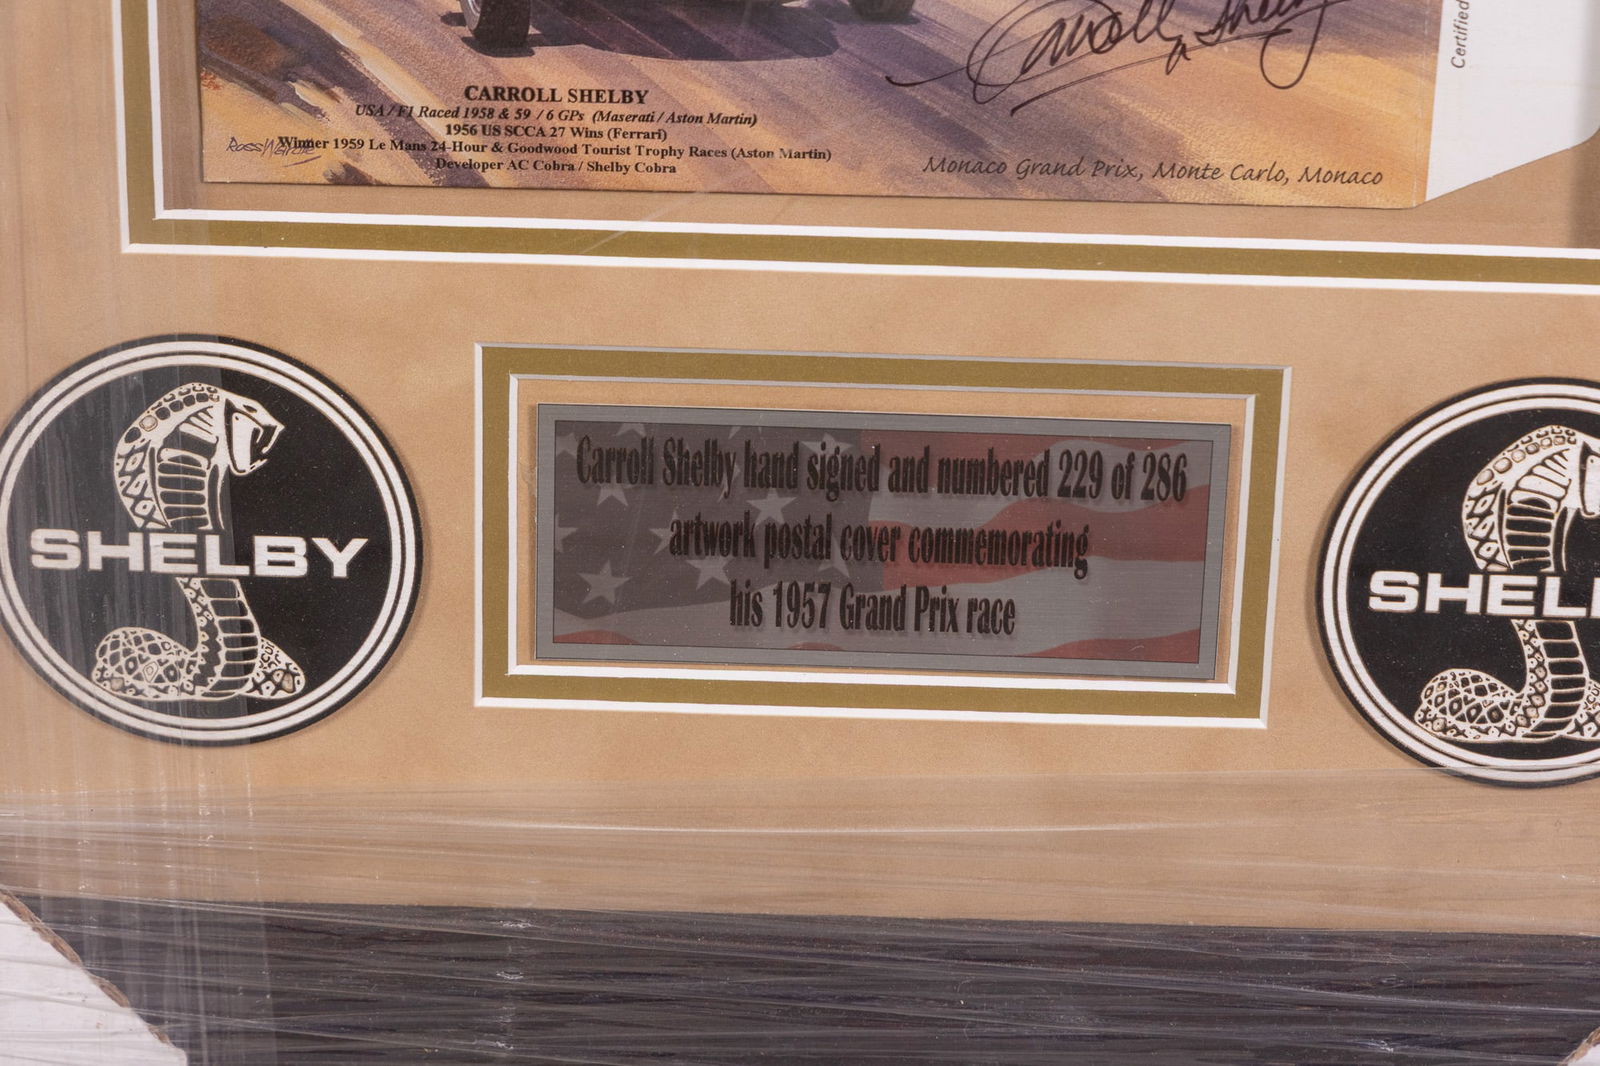 Carroll Shelby
Certified
CARROLL SHELBY
USA / F1 Raced 1958 & 59 / 6 GPs (Maserati / Aston Martin)
1956 US SCCA 27 Wins (Ferrari)
Winner 1959 Le Mans 24-Hour & Goodwood Tourist Trophy Races (Aston Martin)
Developer AC Cobra / Shelby Cobra
Monaco Grand Prix, Monte Carlo, Monaco
SHELBY
Carroll Shelby hand signed and numbered 229 of 286
artwork postal cover commemorating
his 1957 Grand Prix race
SHEL